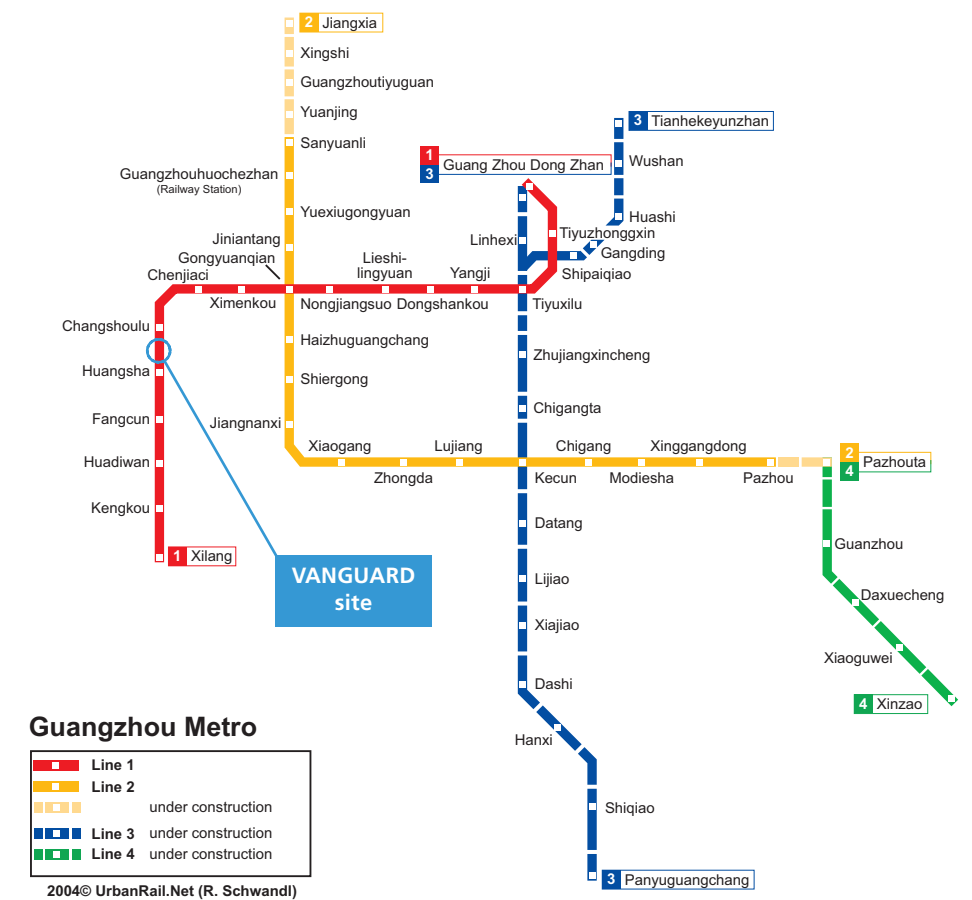 2 Jiangxia
Xingshi
Guangzhoutiyuguan
Yuanjing
Sanyuanli
Guangzhouhuochezhan
(Railway Station)
Yuexiugongyuan
Jiniantang
Gongyuanqian
Chenjiaci
Ximenkou
Lieshi-
lingyuan
Yangji
Nongjiangsuo
Dongshankou
Tiyuxilu
1
3
Guang Zhou Dong Zhan
3 Tianhekeyunzhan
Wushan
Huashi
Tiyuzhonggxin
Gangding
Linhexi
Shipaiqiao
Changshoulu
Huangsha
Fangcun
Huadiwan
Kengkou
1 Xilang
Haizhuguangchang
Shiergong
Jiangnanxi
Zhujiangxincheng
Chigangta
Xiaogang
Lujiang
Chigang
Xinggangdong
Zhongda
Kecun
Modiesha
Pazhou
2
4
Pazhouta
Datang
Guanzhou
Lijiao
Daxuecheng
Xiajiao
Xiaoguwei
Dashi
4 Xinzao
Hanxi
Shiqiao
3 Panyuguangchang
VANGUARD
site
Guangzhou Metro
Line 1
Line 2
under construction
Line 3 under construction
Line 4 under construction
2004© UrbanRail.Net (R. Schwandl)